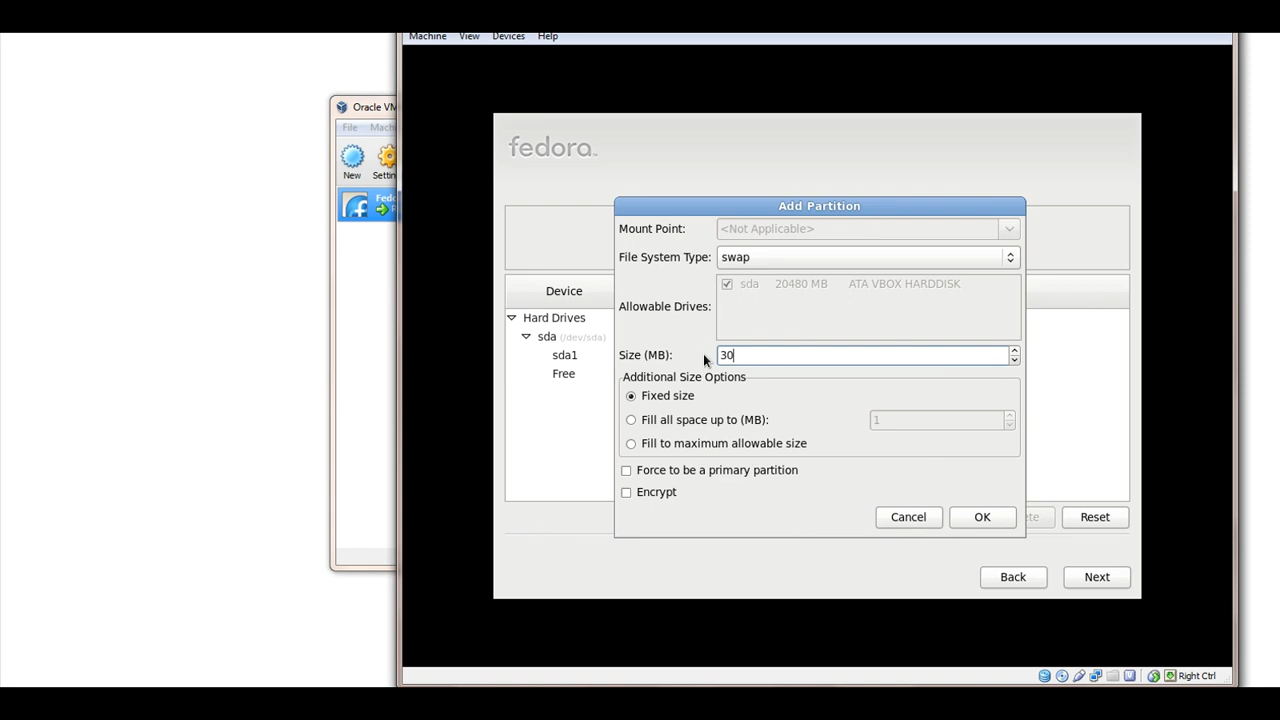 Machine View Devices Help
Oracle VM
File Machi
New Settin
Fedo
R
fedora
Add Partition
Mount Point: <Not Applicable>
File System Type: swap
Allowable Drives: sda 20480 MB ATA VBOX HARDDISK
Device
Hard Drives
sda (/dev/sda)
sda1
Free
Size (MB): 30
Additional Size Options
Fixed size
Fill all space up to (MB): 1
Fill to maximum allowable size
Force to be a primary partition
Encrypt
Cancel OK ete Reset
Back Next
Right Ctrl